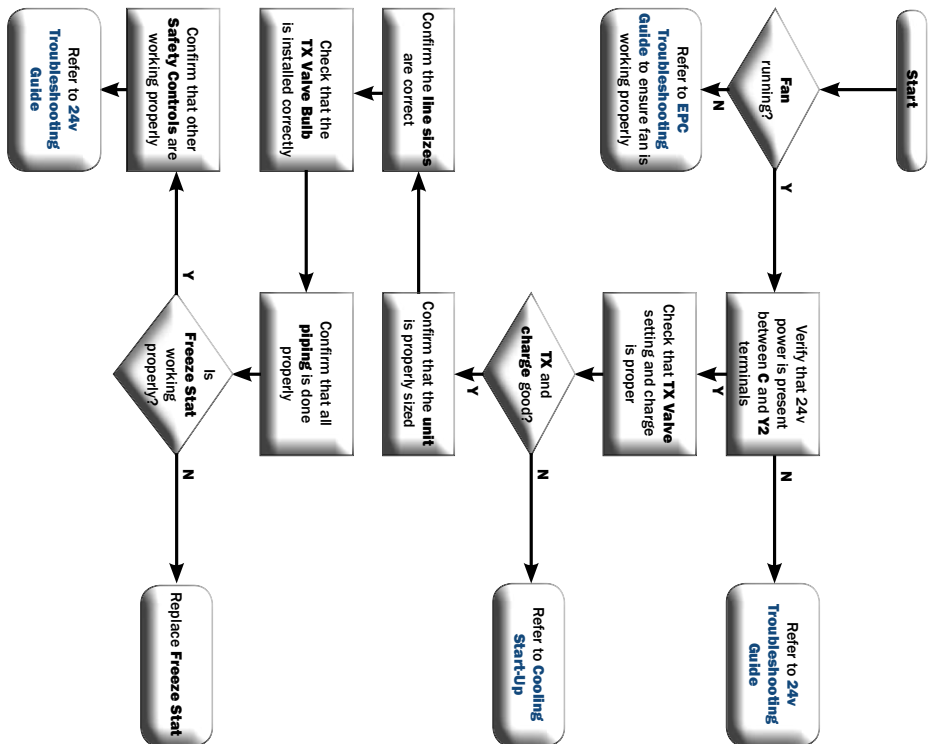 Start
Fan
running?
N
Y
Refer to EPC
Troubleshooting
Guide to ensure fan is
working properly
Verify that 24v
power is present
between C and Y2
terminals
N
Y
Refer to 24v
Troubleshooting
Guide
Check that TX Valve
setting and charge
is proper
TX and
charge good?
N
Y
Refer to Cooling
Start-Up
Confirm that the unit
is properly sized
Confirm the line sizes
are correct
Check that the
TX Valve Bulb
is installed correctly
Confirm that all
piping is done
properly
Is
Freeze Stat
working
properly?
N
Y
Replace Freeze Stat
Confirm that other
Safety Controls are
working properly
Refer to 24v
Troubleshooting
Guide